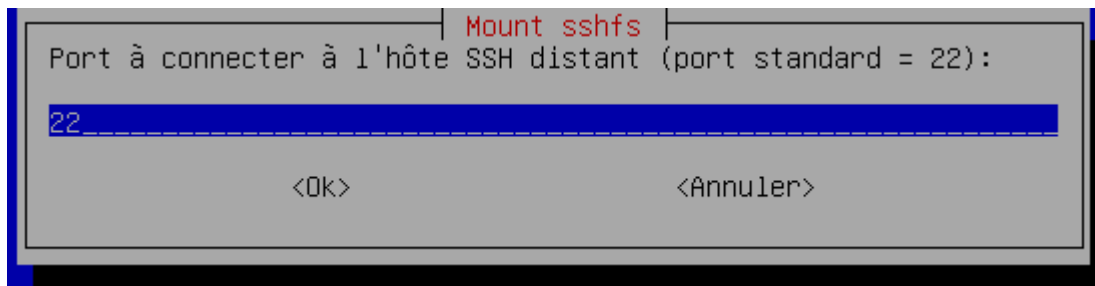 Mount sshfs
Port à connecter à l'hôte SSH distant (port standard = 22):
22
<Ok> <Annuler>